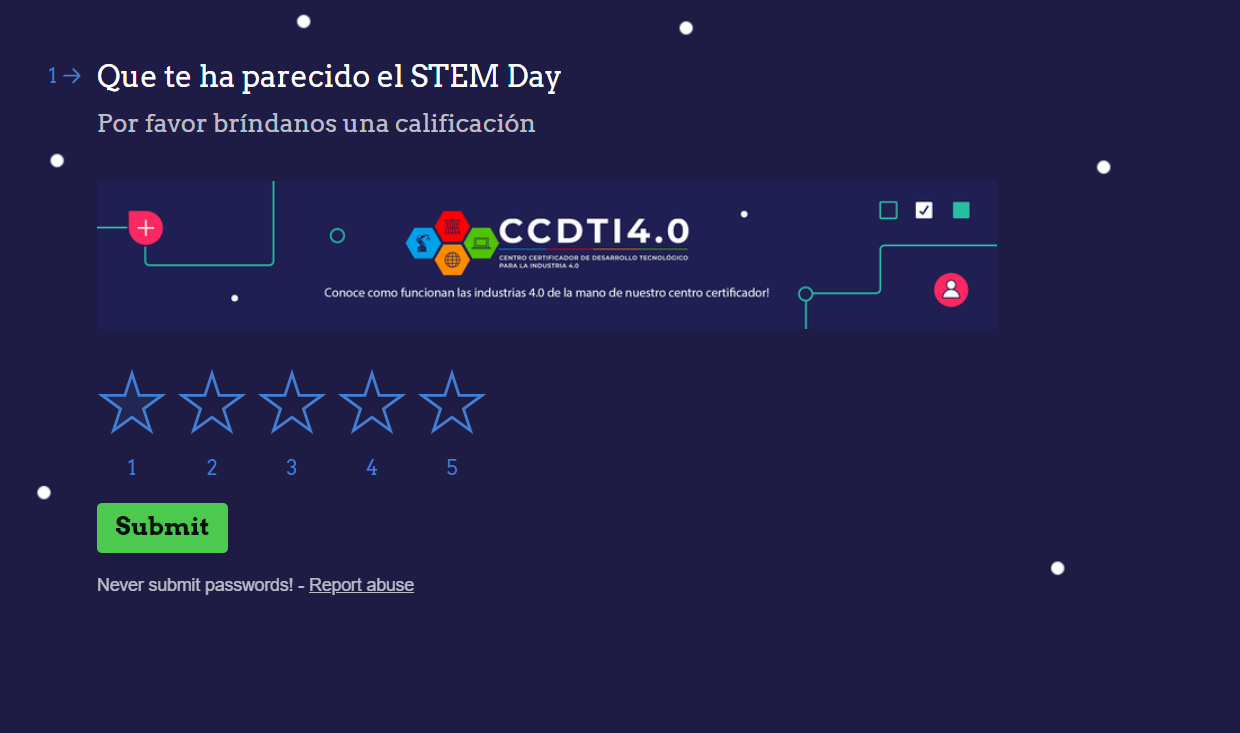 1→ Que te ha parecido el STEM Day
Por favor bríndanos una calificación
CCDTI4.0
CENTRO CERTIFICADOR DE DESARROLLO TECNOLÓGICO
PARA LA INDUSTRIA 4.0
Conoce como funcionan las industrias 4.0 de la mano de nuestro centro certificador!
1 2 3 4 5
Submit
Never submit passwords! - Report abuse